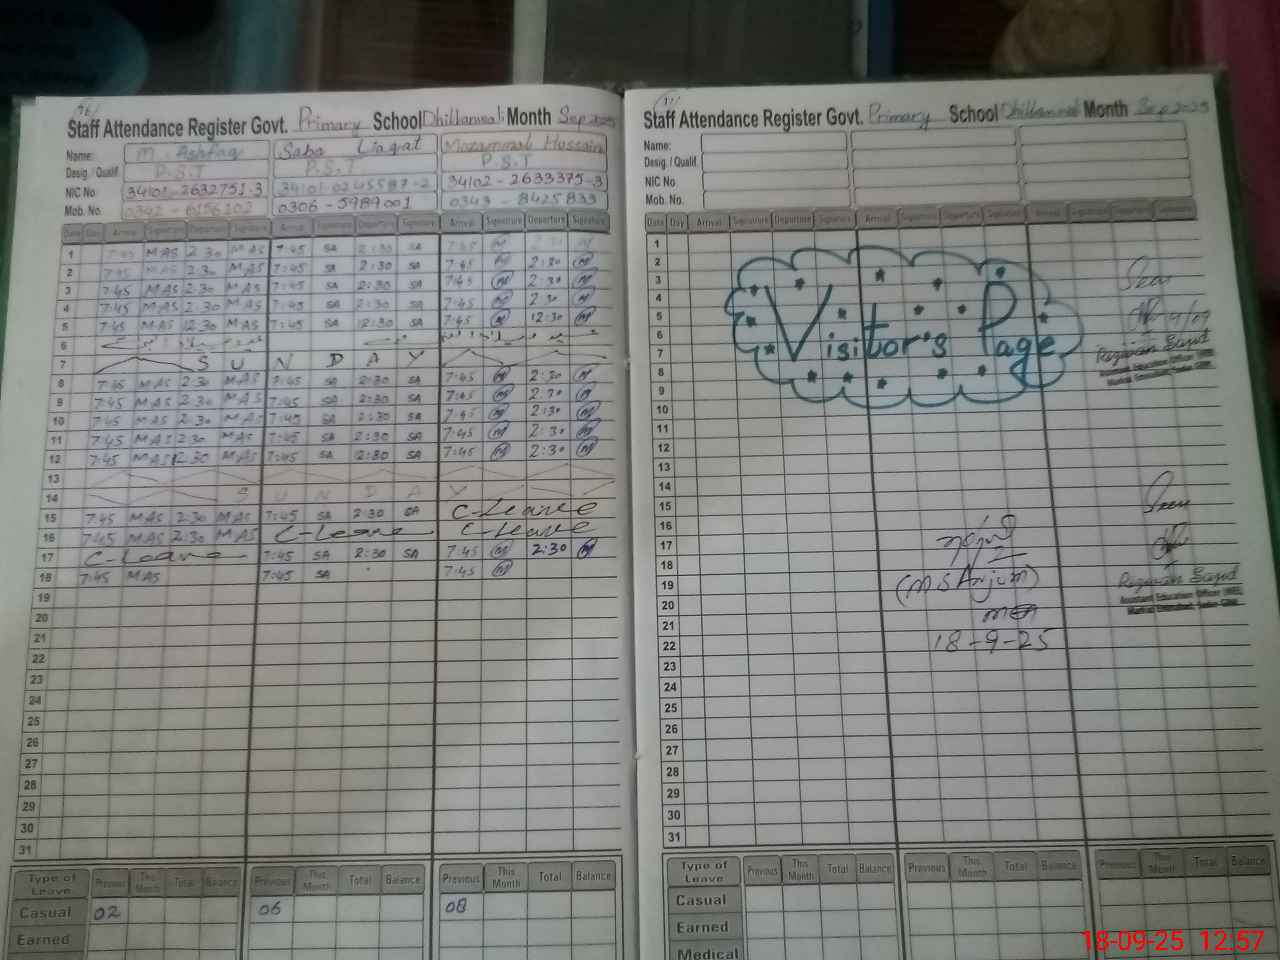 Staff Attendance Register Govt. Primary School Dhillanwali Month Sep 2025
Name: M. Ashfaq Saba Liaqat Mozammal Hussain
Desig. / Qualif. P.S.T P.S.T P.S.T
NIC No. 34101-2632751-3 34101-0245587-2 34102-2633375-3
Mob. No. 0306-5989001 0343-8425833
Date Day Arrival Signature Departure Signature Arrival Signature Departure Signature Arrival Signature Departure Signature
1 7:45 MAS 2:30 MAS 7:45 SA 2:30 SA 7:45 2:30
2 7:45 MAS 2:30 MAS 7:45 SA 2:30 SA 7:45 2:30
3 7:45 MAS 2:30 MAS 7:45 SA 2:30 SA 7:45 2:30
4 7:45 MAS 2:30 MAS 7:45 SA 2:30 SA 7:45 2:30
5 7:45 MAS 12:30 MAS 7:45 SA 12:30 SA 7:45 12:30
6
7 S U N D A Y
8 7:45 MAS 2:30 MAS 7:45 SA 2:30 SA 7:45 2:30
9 7:45 MAS 2:30 MAS 7:45 SA 2:30 SA 7:45 2:30
10 7:45 MAS 2:30 MAS 7:45 SA 2:30 SA 7:45 2:30
11 7:45 MAS 2:30 MAS 7:45 SA 2:30 SA 7:45 2:30
12 7:45 MAS 2:30 MAS 7:45 SA 2:30 SA 7:45 2:30
13
14 S U N D A Y
15 7:45 MAS 2:30 MAS 7:45 SA 2:30 SA C-Leave
16 7:45 MAS 2:30 MAS C-Leave C-Leave
17 C-Leave 7:45 SA 2:30 SA 7:45 2:30
18 7:45 MAS 7:45 SA 7:45
19
20
21
22
23
24
25
26
27
28
29
30
31
Type of Leave Previous This Month Total Balance Previous This Month Total Balance Previous This Month Total Balance
Casual 02 06 08
Earned
Staff Attendance Register Govt. Primary School Dhillanwali Month Sep 2025
Name:
Desig. / Qualif.
NIC No.
Mob. No.
Date Day Arrival Signature Departure Signature Arrival Signature Departure Signature Arrival
1
2
3
4
5
6
7
8
9
10
11
12
13
14
15
16
17
18
19
20
21
22
23
24
25
26
27
28
29
30
31
Visitor's Page
Rizwan Sajid
Assistant Education Officer
(M S Anjum)
MEA
18-9-25
Rizwan Sajid
Assistant Education Officer
Type of Leave Previous This Month Total Balance Previous This Month Total Balance Previous This Month Total Balance
Casual
Earned
Medical
18-09-25 12:57